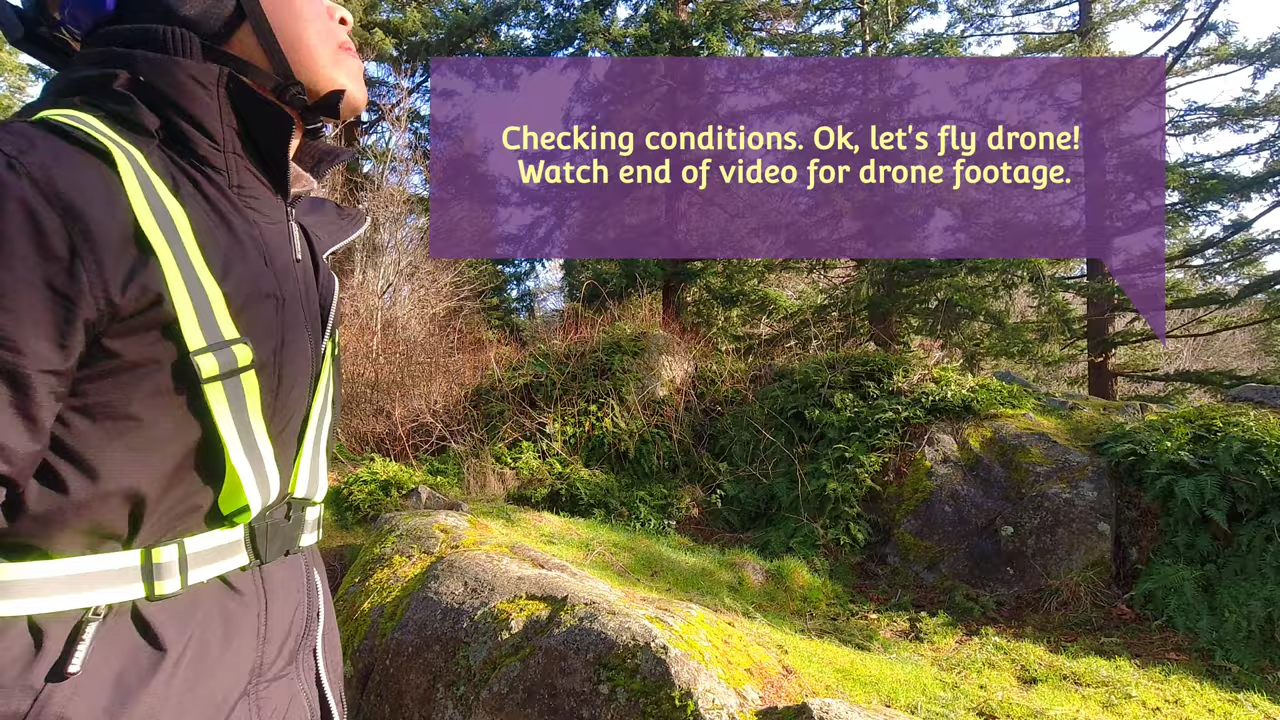 Checking conditions. Ok, let's fly drone!
Watch end of video for drone footage.